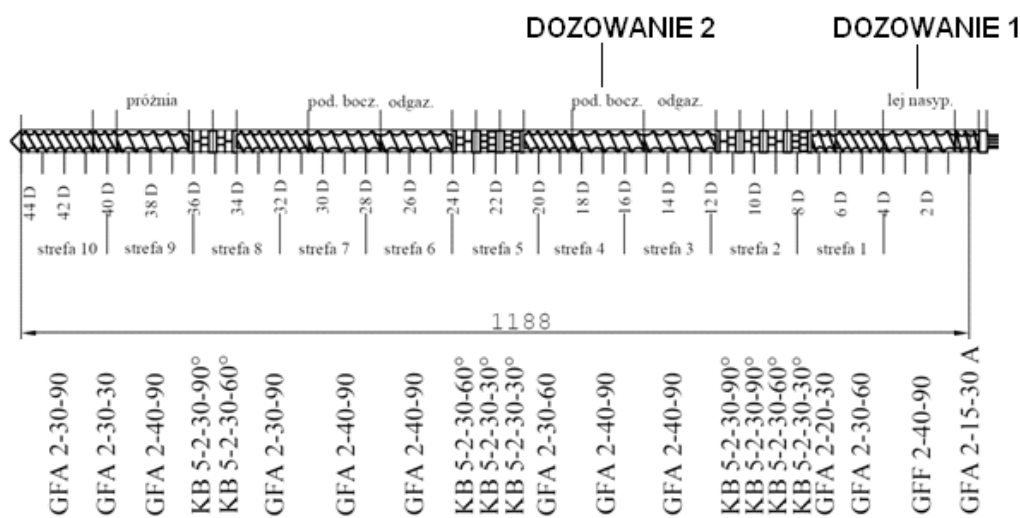 DOZOWANIE 2 DOZOWANIE 1
próżnia pod. bocz. odgaz. pod. bocz. odgaz. lej nasyp.
44 D 42 D 40 D 38 D 36 D 34 D 32 D 30 D 28 D 26 D 24 D 22 D 20 D 18 D 16 D 14 D 12 D 10 D 8 D 6 D 4 D 2 D
strefa 10 strefa 9 strefa 8 strefa 7 strefa 6 strefa 5 strefa 4 strefa 3 strefa 2 strefa 1
1188
GFA 2-30-90
GFA 2-30-30
GFA 2-40-90
KB 5-2-30-90°
KB 5-2-30-60°
GFA 2-30-90
GFA 2-40-90
GFA 2-40-90
KB 5-2-30-60°
KB 5-2-30-30°
KB 5-2-30-30°
GFA 2-30-60
GFA 2-40-90
GFA 2-40-90
KB 5-2-30-90°
KB 5-2-30-90°
KB 5-2-30-60°
KB 5-2-30-30°
GFA 2-20-30
GFA 2-30-60
GFF 2-40-90
GFA 2-15-30 A